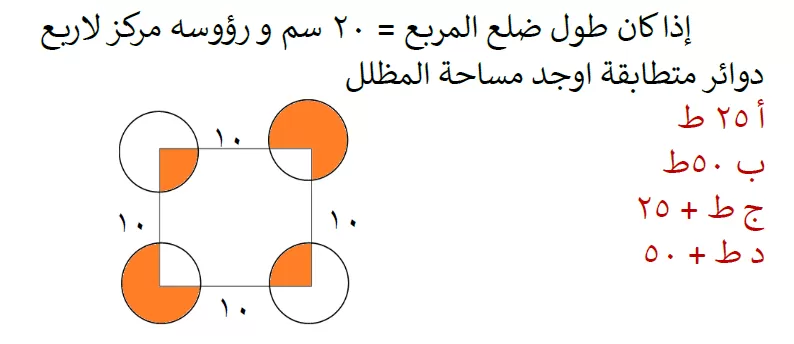 إذا كان طول ضلع المربع = ٢٠ سم و رؤوسه مركز لاربع
دوائر متطابقة اوجد مساحة المظلل
أ ٢٥ ط
ب ٥٠ط
ج ط + ٢٥
د ط + ٥٠
١٠
١٠
١٠
١٠